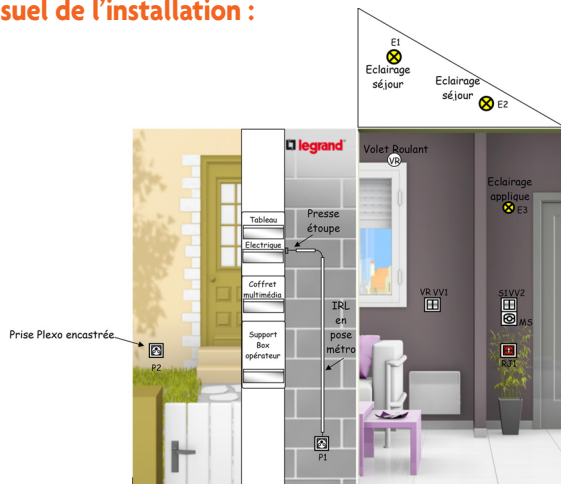 suel de l'installation :
E1
Eclairage
séjour
Eclairage
séjour
E2
legrand
Volet Roulant
VR
Eclairage
applique
E3
Tableau
Electrique
Presse
étoupe
Coffret
multimédia
IRL
en
pose
métro
Support
Box
opérateur
VR VV1
S1VV2
MS
RJ1
Prise Plexo encastrée
P2
P1